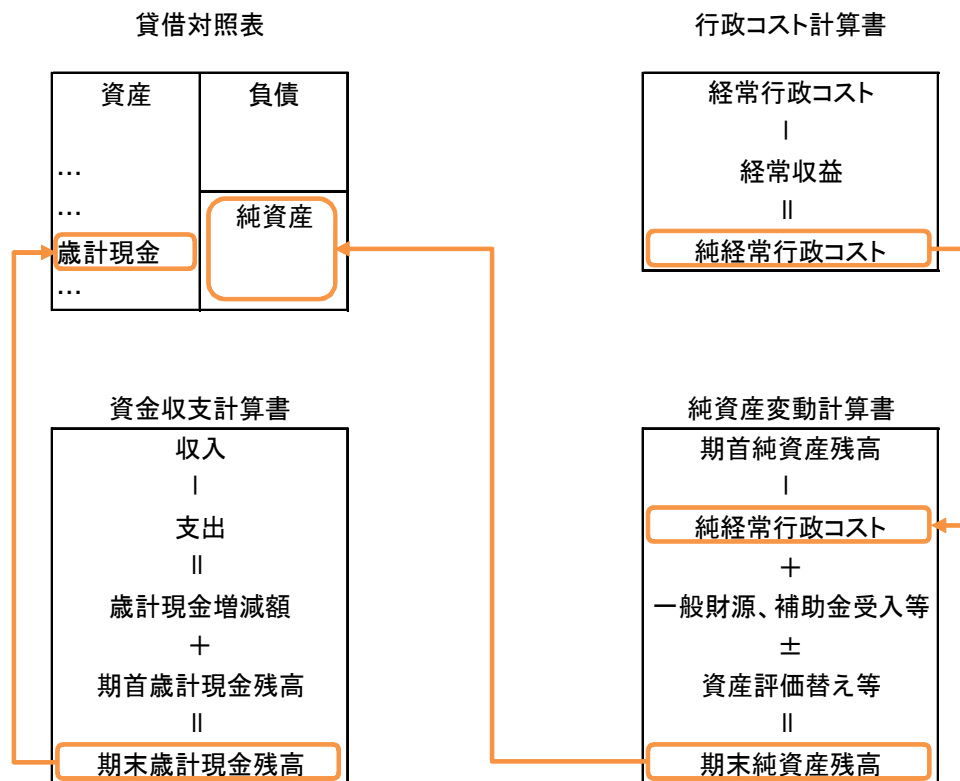 貸借対照表
資産
負債
…
…
純資産
歳計現金
…
行政コスト計算書
経常行政コスト
－
経常収益
＝
純経常行政コスト
資金収支計算書
収入
－
支出
＝
歳計現金増減額
＋
期首歳計現金残高
＝
期末歳計現金残高
純資産変動計算書
期首純資産残高
－
純経常行政コスト
＋
一般財源、補助金受入等
±
資産評価替え等
＝
期末純資産残高